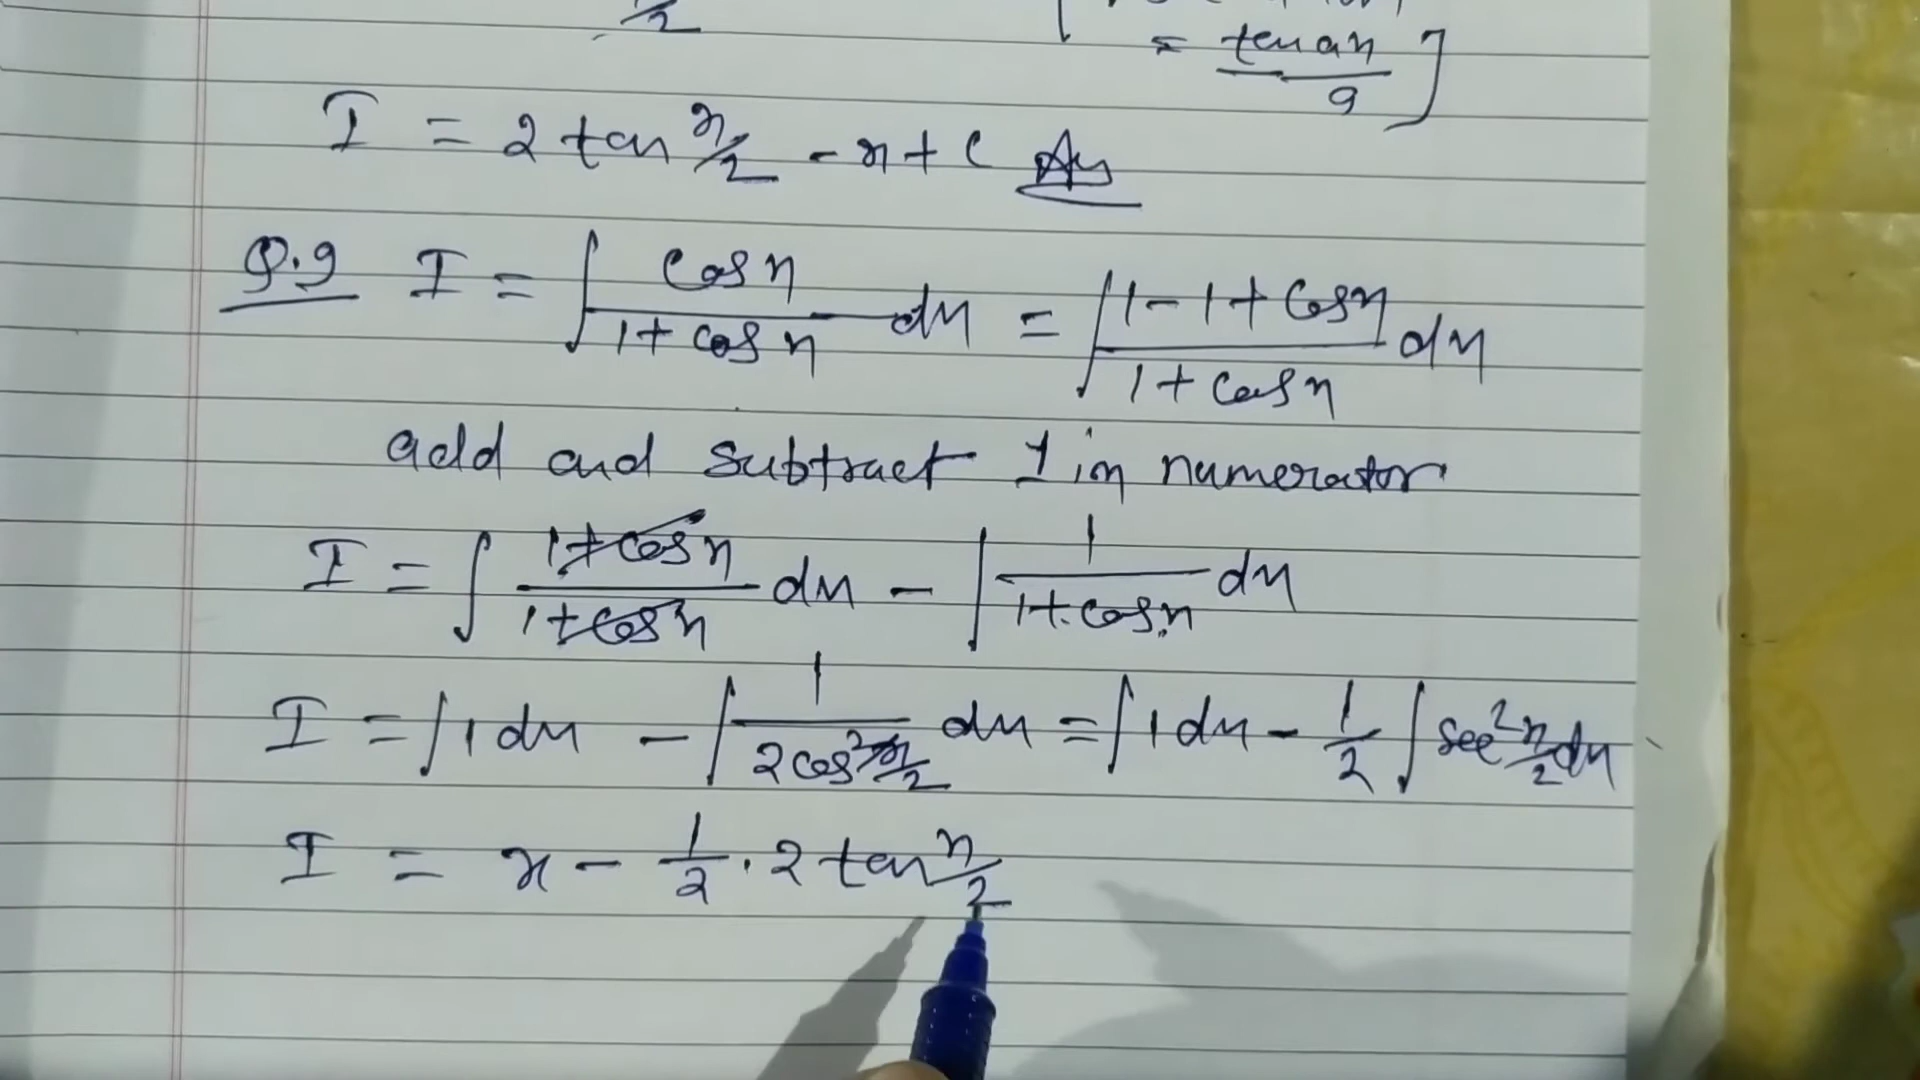 = tan ax / a ]
I = 2 tan x/2 - x + C Ans
Q.9 I = ∫ cos x / 1 + cos x dx = ∫ 1 - 1 + cos x / 1 + cos x dx
add and subtract 1 in numerator
I = ∫ 1 + cos x / 1 + cos x dx - ∫ 1 / 1 + cos x dx
I = ∫ 1 dx - ∫ 1 / 2 cos² x/2 dx = ∫ 1 dx - 1/2 ∫ sec² x/2 dx
I = x - 1/2 · 2 tan x/2